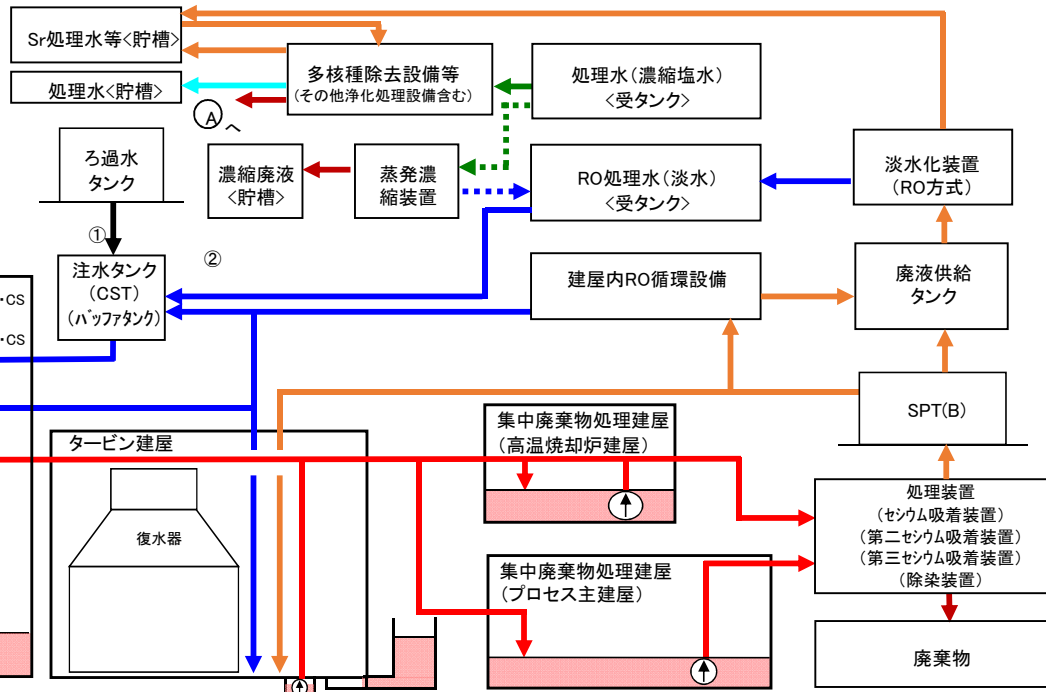 Sr処理水等<貯槽>
処理水<貯槽>
多核種除去設備等
(その他浄化処理設備含む)
処理水(濃縮塩水)
<受タンク>
A へ
ろ過水
タンク
濃縮廃液
<貯槽>
蒸発濃
縮装置
RO処理水(淡水)
<受タンク>
淡水化装置
(RO方式)
①
②
注水タンク
(CST)
(バッファタンク)
建屋内RO循環設備
廃液供給
タンク
・CS
・CS
SPT(B)
タービン建屋
復水器
集中廃棄物処理建屋
(高温焼却炉建屋)
処理装置
(セシウム吸着装置)
(第二セシウム吸着装置)
(第三セシウム吸着装置)
(除染装置)
集中廃棄物処理建屋
(プロセス主建屋)
廃棄物